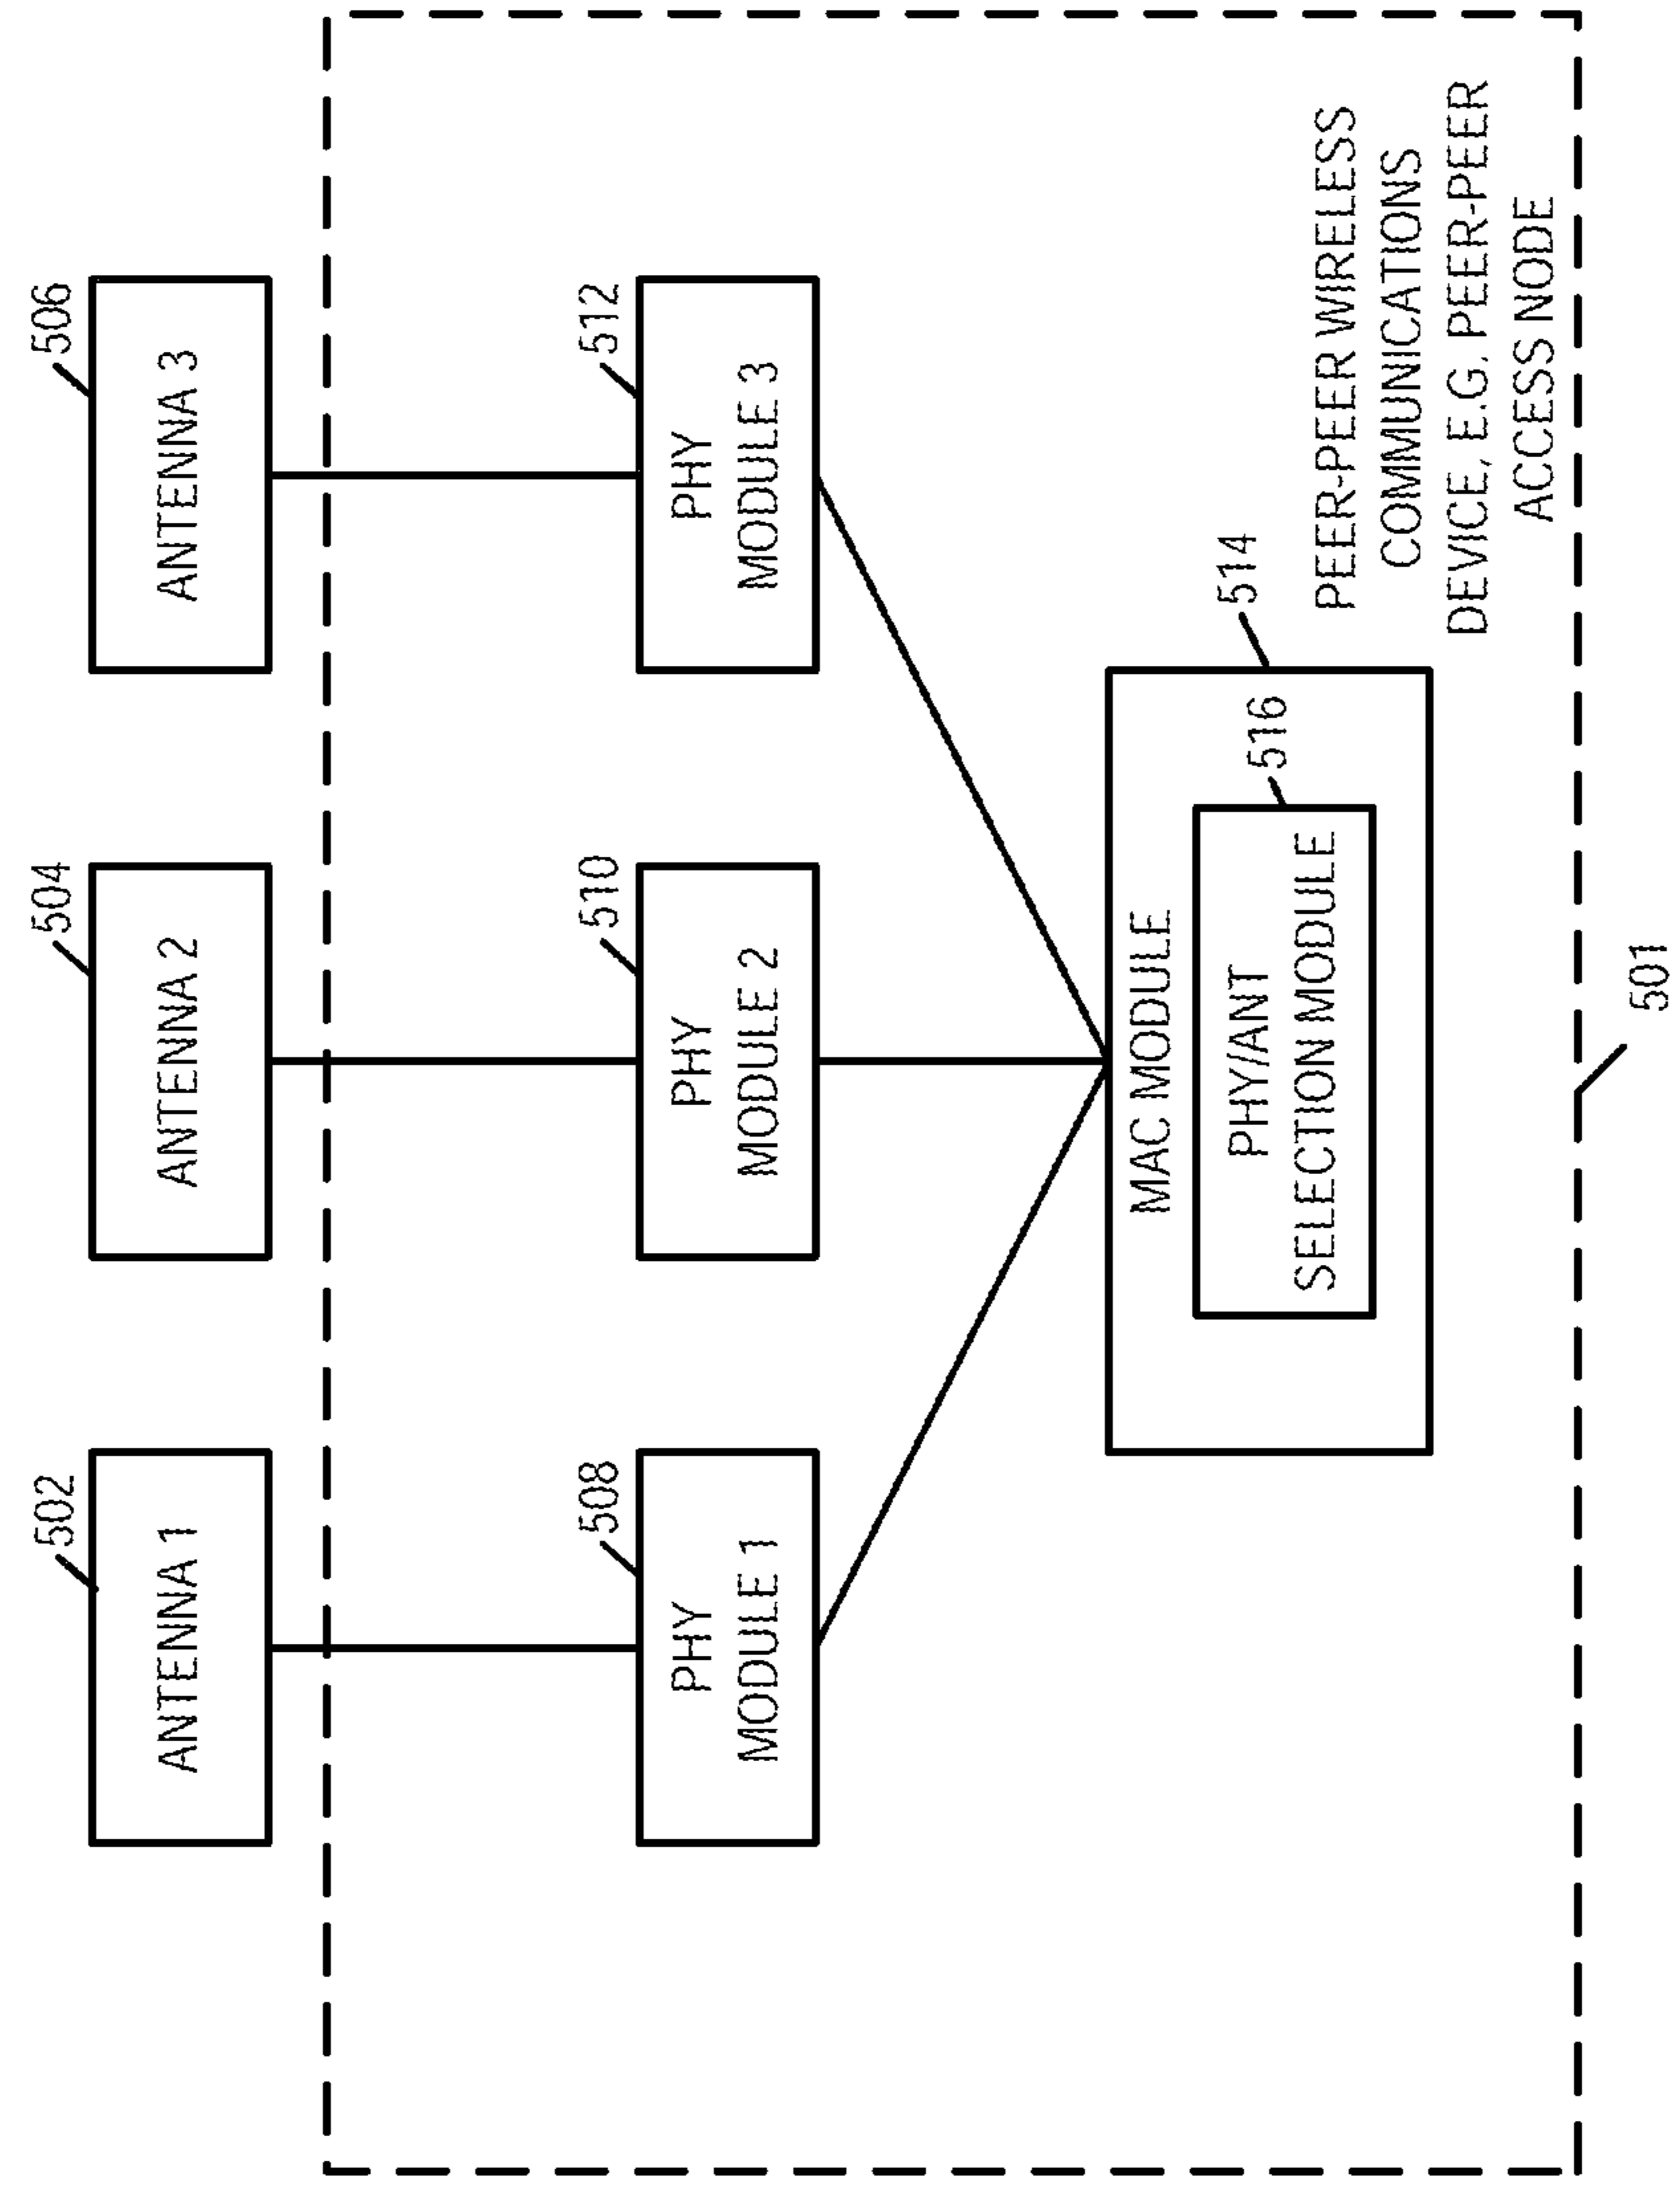 502
ANTENNA 1
504
ANTENNA 2
506
ANTENNA 3
508
PHY
MODULE 1
510
PHY
MODULE 2
512
PHY
MODULE 3
514
MAC MODULE
516
PHY/ANT
SELECTION MODULE
PEER-PEER WIRELESS
COMMUNICATIONS
DEVICE, E.G. PEER-PEER
ACCESS NODE
501